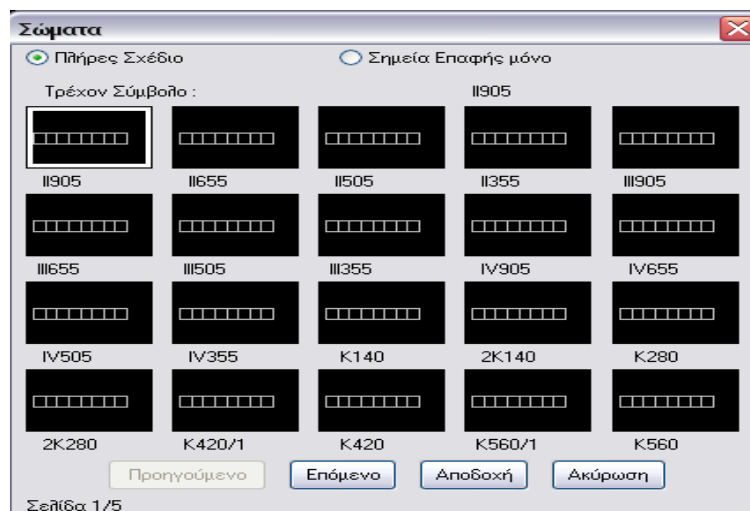 Σώματα
Πλήρες Σχέδιο Σημεία Επαφής μόνο
Τρέχον Σύμβολο : II905
II905 II655 II505 II355 III905
III655 III505 III355 IV905 IV655
IV505 IV355 K140 2K140 K280
2K280 K420/1 K420 K560/1 K560
Προηγούμενο Επόμενο Αποδοχή Ακύρωση
Σελίδα 1/5